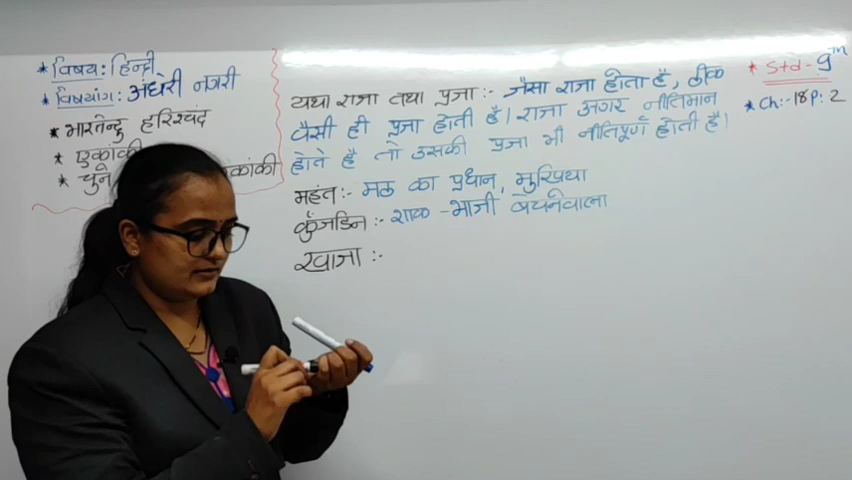 * विषय: हिन्दी
* विषयांग: अंधेरी नगरी
* भारतेन्दु हरिश्चंद
* एकांकी
* चुने
कांकी
यथा राजा तथा प्रजा :- जैसा राजा होता है, ठीक
वैसी ही प्रजा होती है। राजा अगर नीतिमान
होते है तो उसकी प्रजा भी नीतिपूर्ण होती है।
महंत :- मठ का प्रधान, मुखिया
कुँजडिन :- शाक - भाजी बेचनेवाला
खाजा :-
* Std - 9TH
* Ch:-18 P: 2